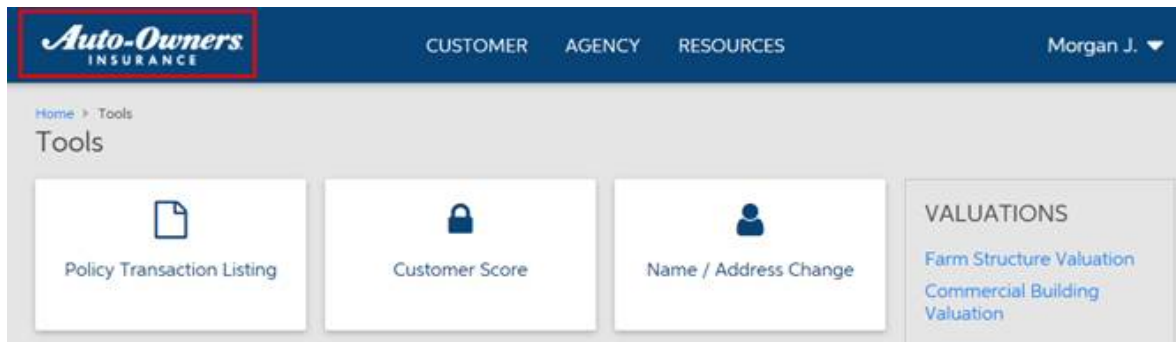 Auto-Owners
INSURANCE
CUSTOMER AGENCY RESOURCES
Morgan J.
Home > Tools
Tools
Policy Transaction Listing
Customer Score
Name / Address Change
VALUATIONS
Farm Structure Valuation
Commercial Building
Valuation